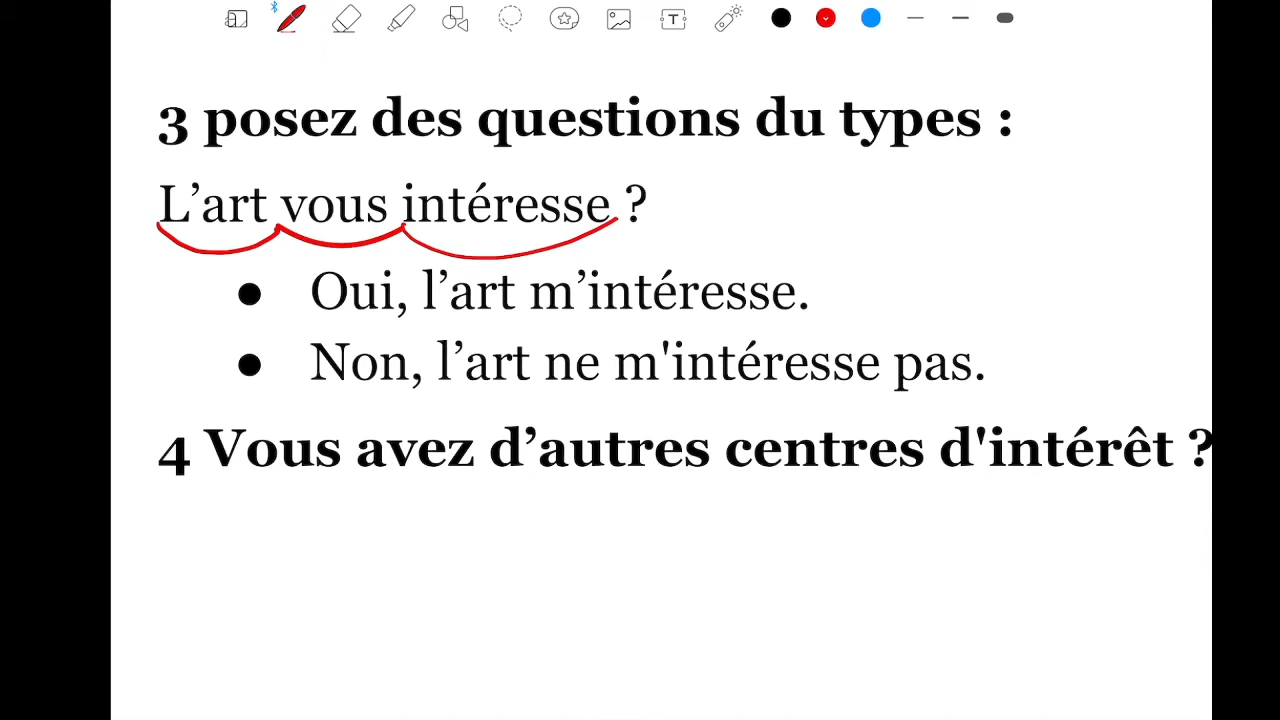 3 posez des questions du types :
L’art vous intéresse ?
● Oui, l’art m’intéresse.
● Non, l’art ne m'intéresse pas.
4 Vous avez d’autres centres d'intérêt ?